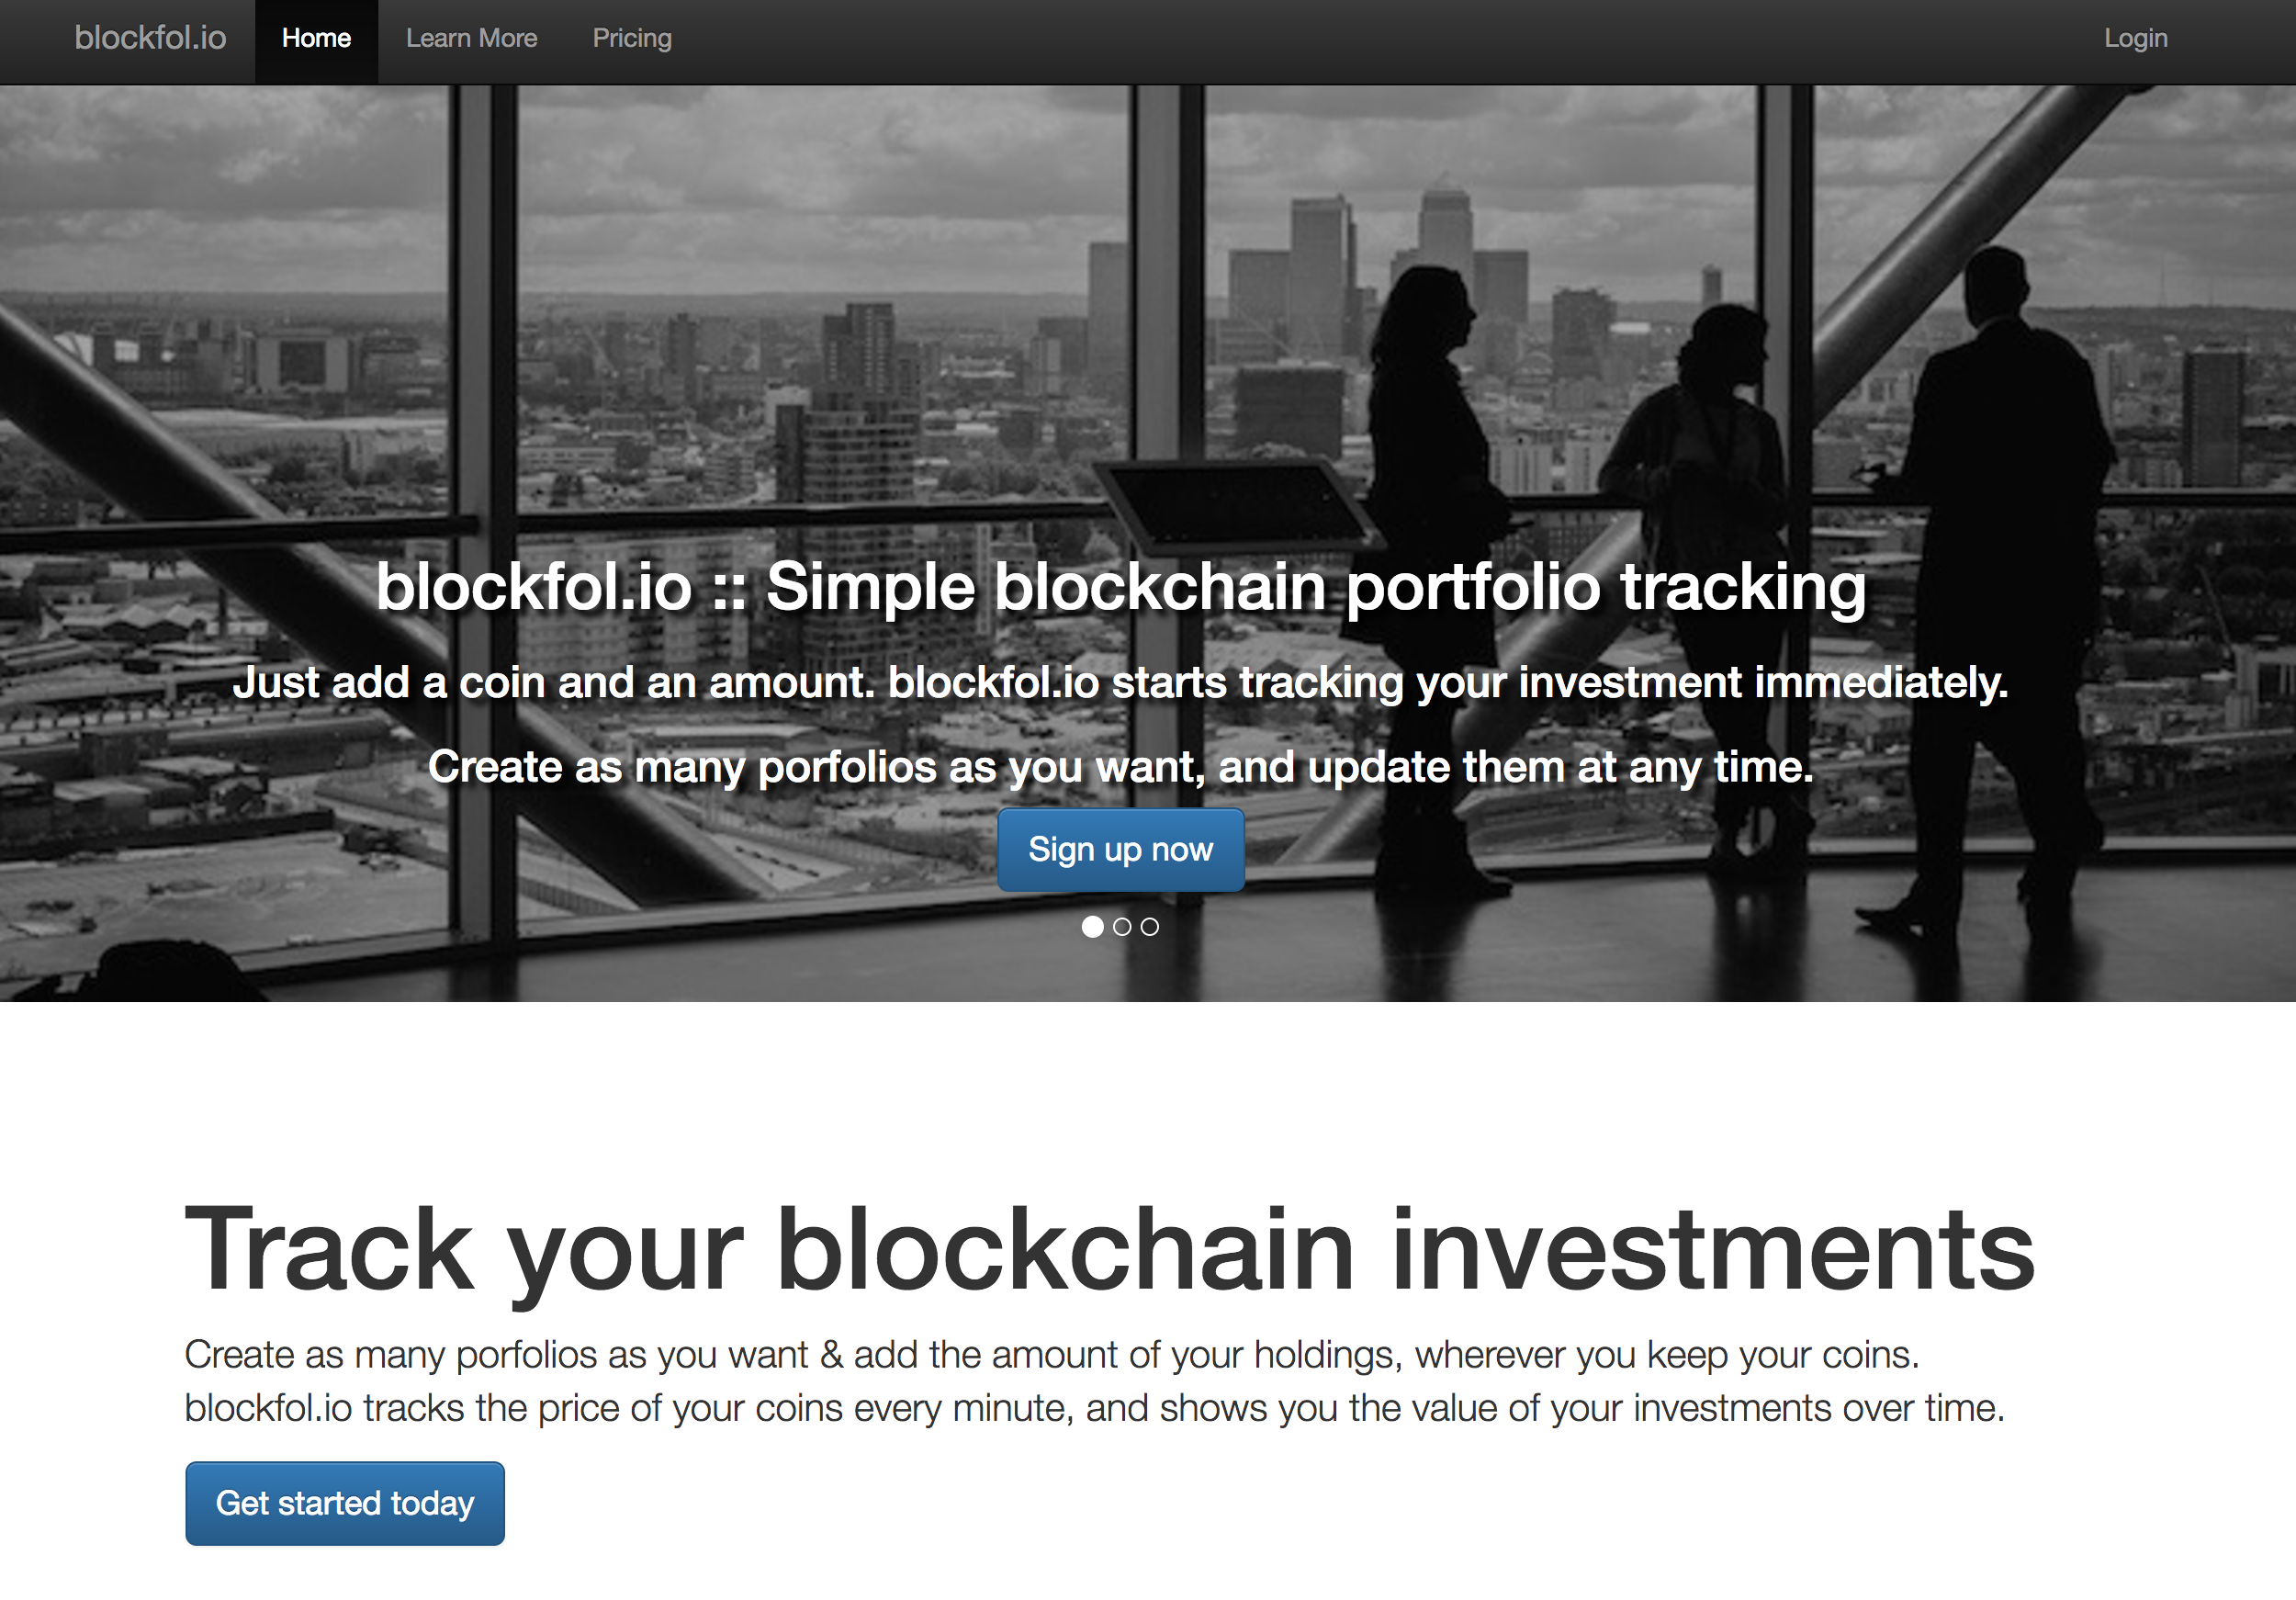 blockfol.io Home Learn More Pricing Login
blockfol.io :: Simple blockchain portfolio tracking
Just add a coin and an amount. blockfol.io starts tracking your investment immediately.
Create as many porfolios as you want, and update them at any time.
Sign up now
Track your blockchain investments
Create as many porfolios as you want & add the amount of your holdings, wherever you keep your coins.
blockfol.io tracks the price of your coins every minute, and shows you the value of your investments over time.
Get started today